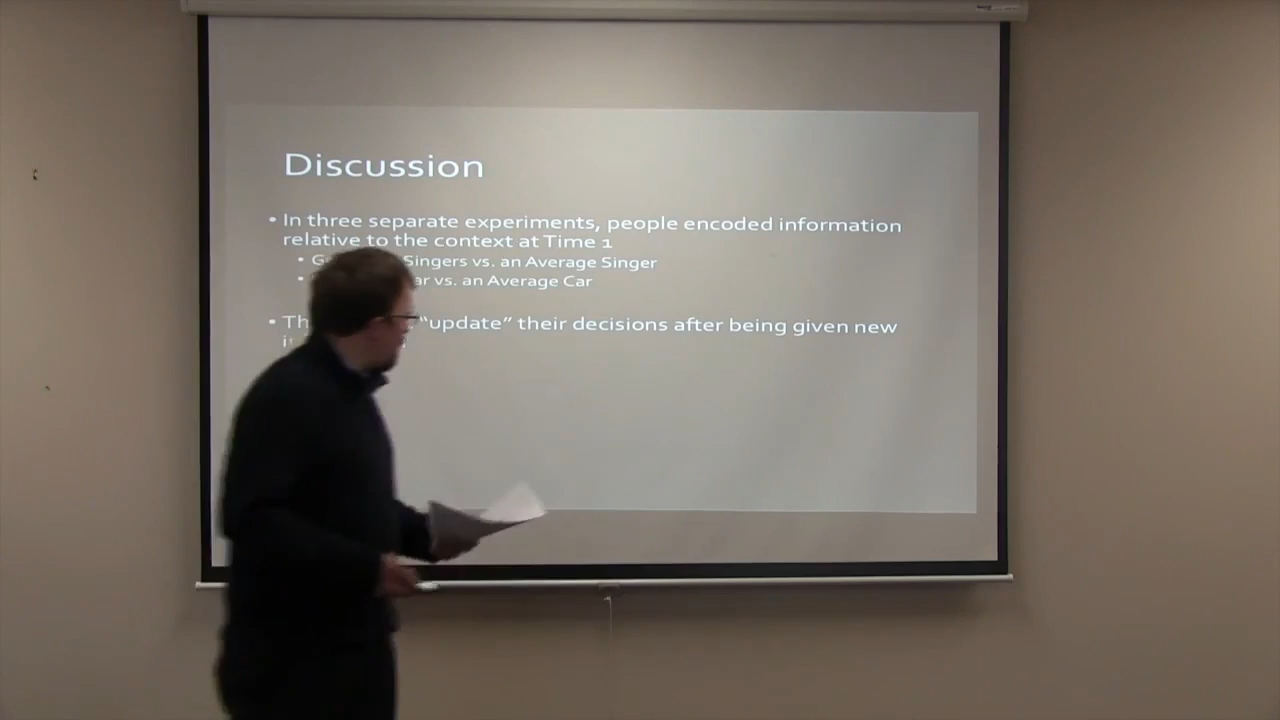 Discussion
• In three separate experiments, people encoded information
relative to the context at Time 1
• Singers vs. an Average Singer
• vs. an Average Car
• "update" their decisions after being given new